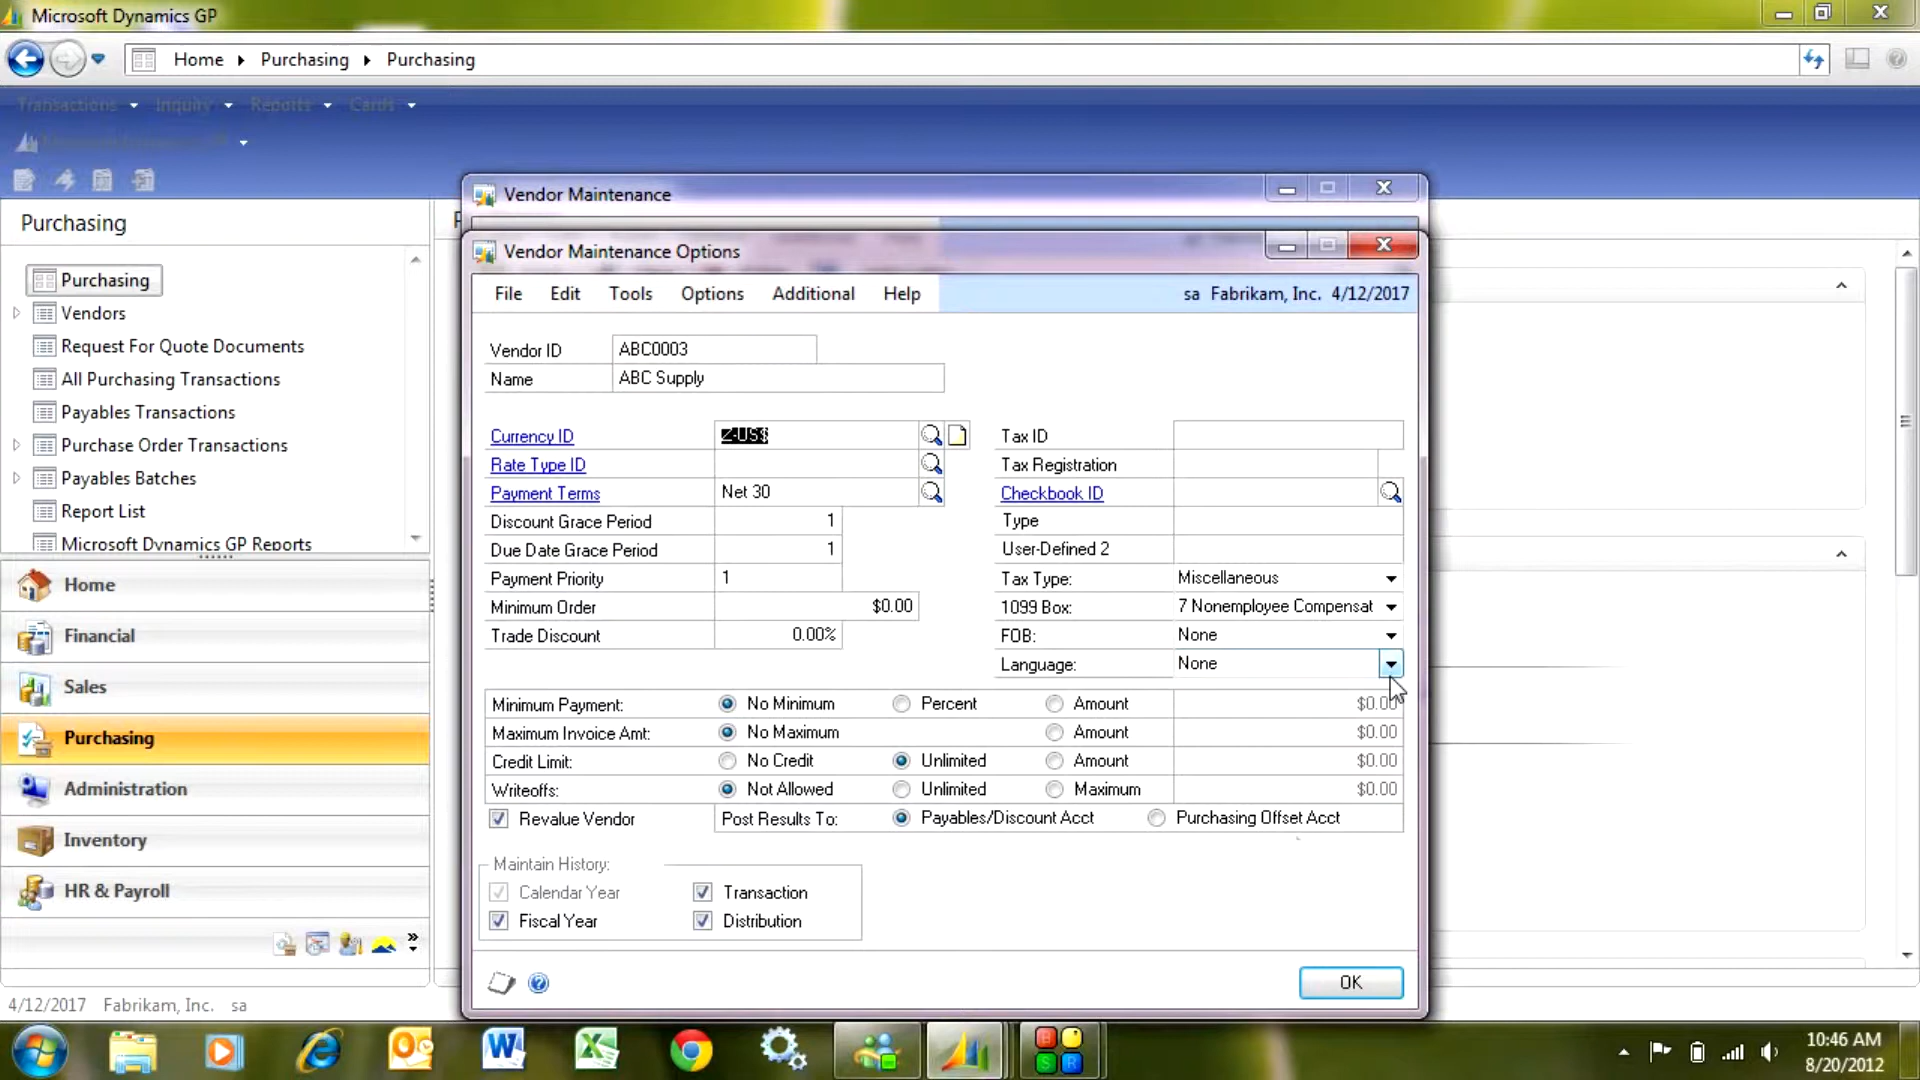 Microsoft Dynamics GP
Home Purchasing Purchasing
Transactions Inquiry Reports Cards
Purchasing
Purchasing
Vendors
Request For Quote Documents
All Purchasing Transactions
Payables Transactions
Purchase Order Transactions
Payables Batches
Report List
Microsoft Dynamics GP Reports
Home
Financial
Sales
Purchasing
Administration
Inventory
HR & Payroll
4/12/2017 Fabrikam, Inc. sa
Vendor Maintenance
Vendor Maintenance Options
File Edit Tools Options Additional Help sa Fabrikam, Inc. 4/12/2017
Vendor ID ABC0003
Name ABC Supply
Currency ID Z-US$ Tax ID
Rate Type ID Tax Registration
Payment Terms Net 30 Checkbook ID
Discount Grace Period 1 Type
Due Date Grace Period 1 User-Defined 2
Payment Priority 1 Tax Type: Miscellaneous
Minimum Order $0.00 1099 Box: 7 Nonemployee Compensat
Trade Discount 0.00% FOB: None
Language: None
Minimum Payment: No Minimum Percent Amount $0.00
Maximum Invoice Amt: No Maximum Amount $0.00
Credit Limit: No Credit Unlimited Amount $0.00
Writeoffs: Not Allowed Unlimited Maximum $0.00
Revalue Vendor Post Results To: Payables/Discount Acct Purchasing Offset Acct
Maintain History:
Calendar Year Transaction
Fiscal Year Distribution
OK
10:46 AM
8/20/2012